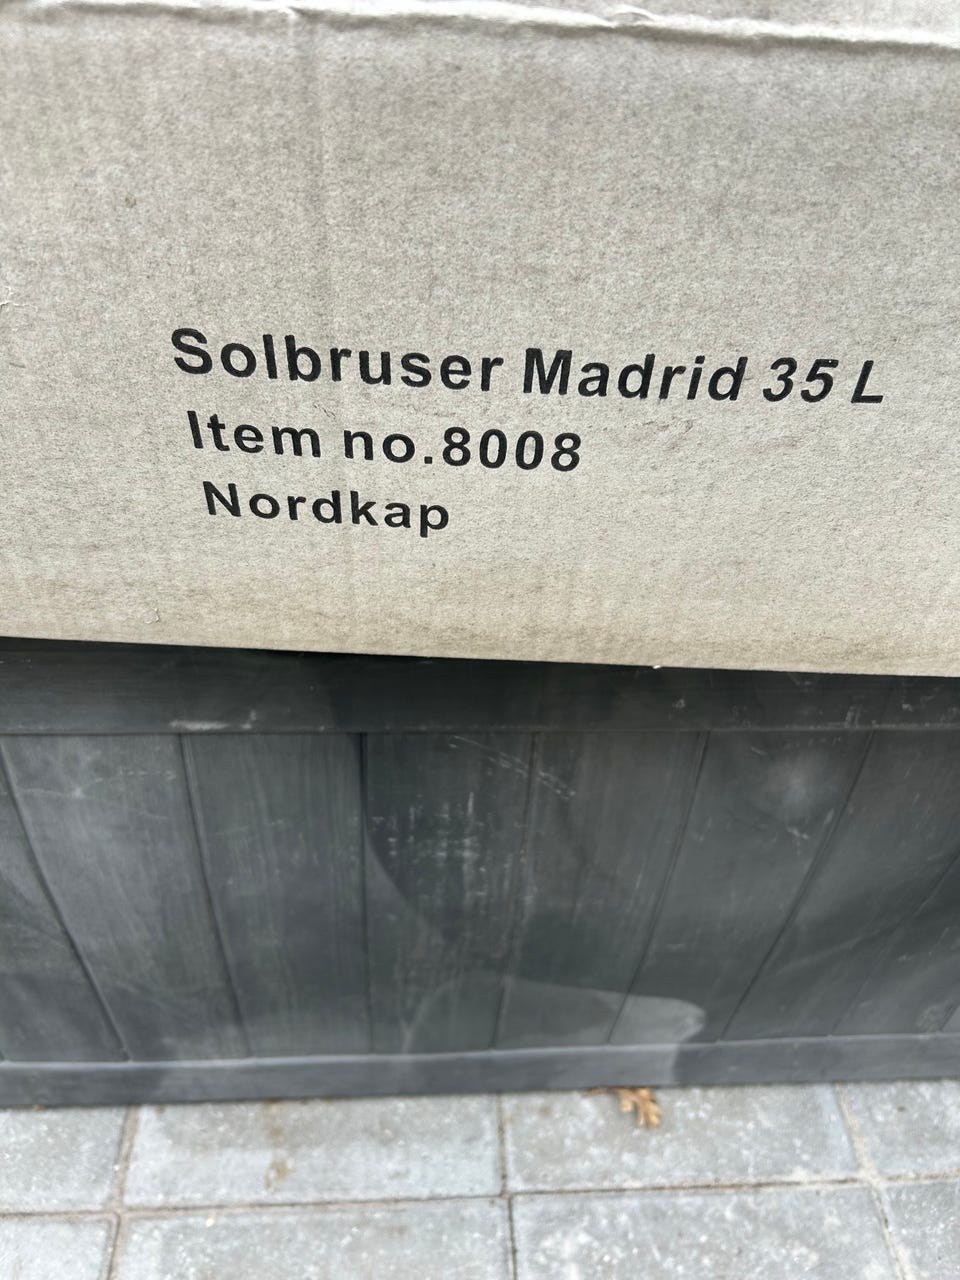 Solbruser Madrid 35 L
Item no.8008
Nordkap